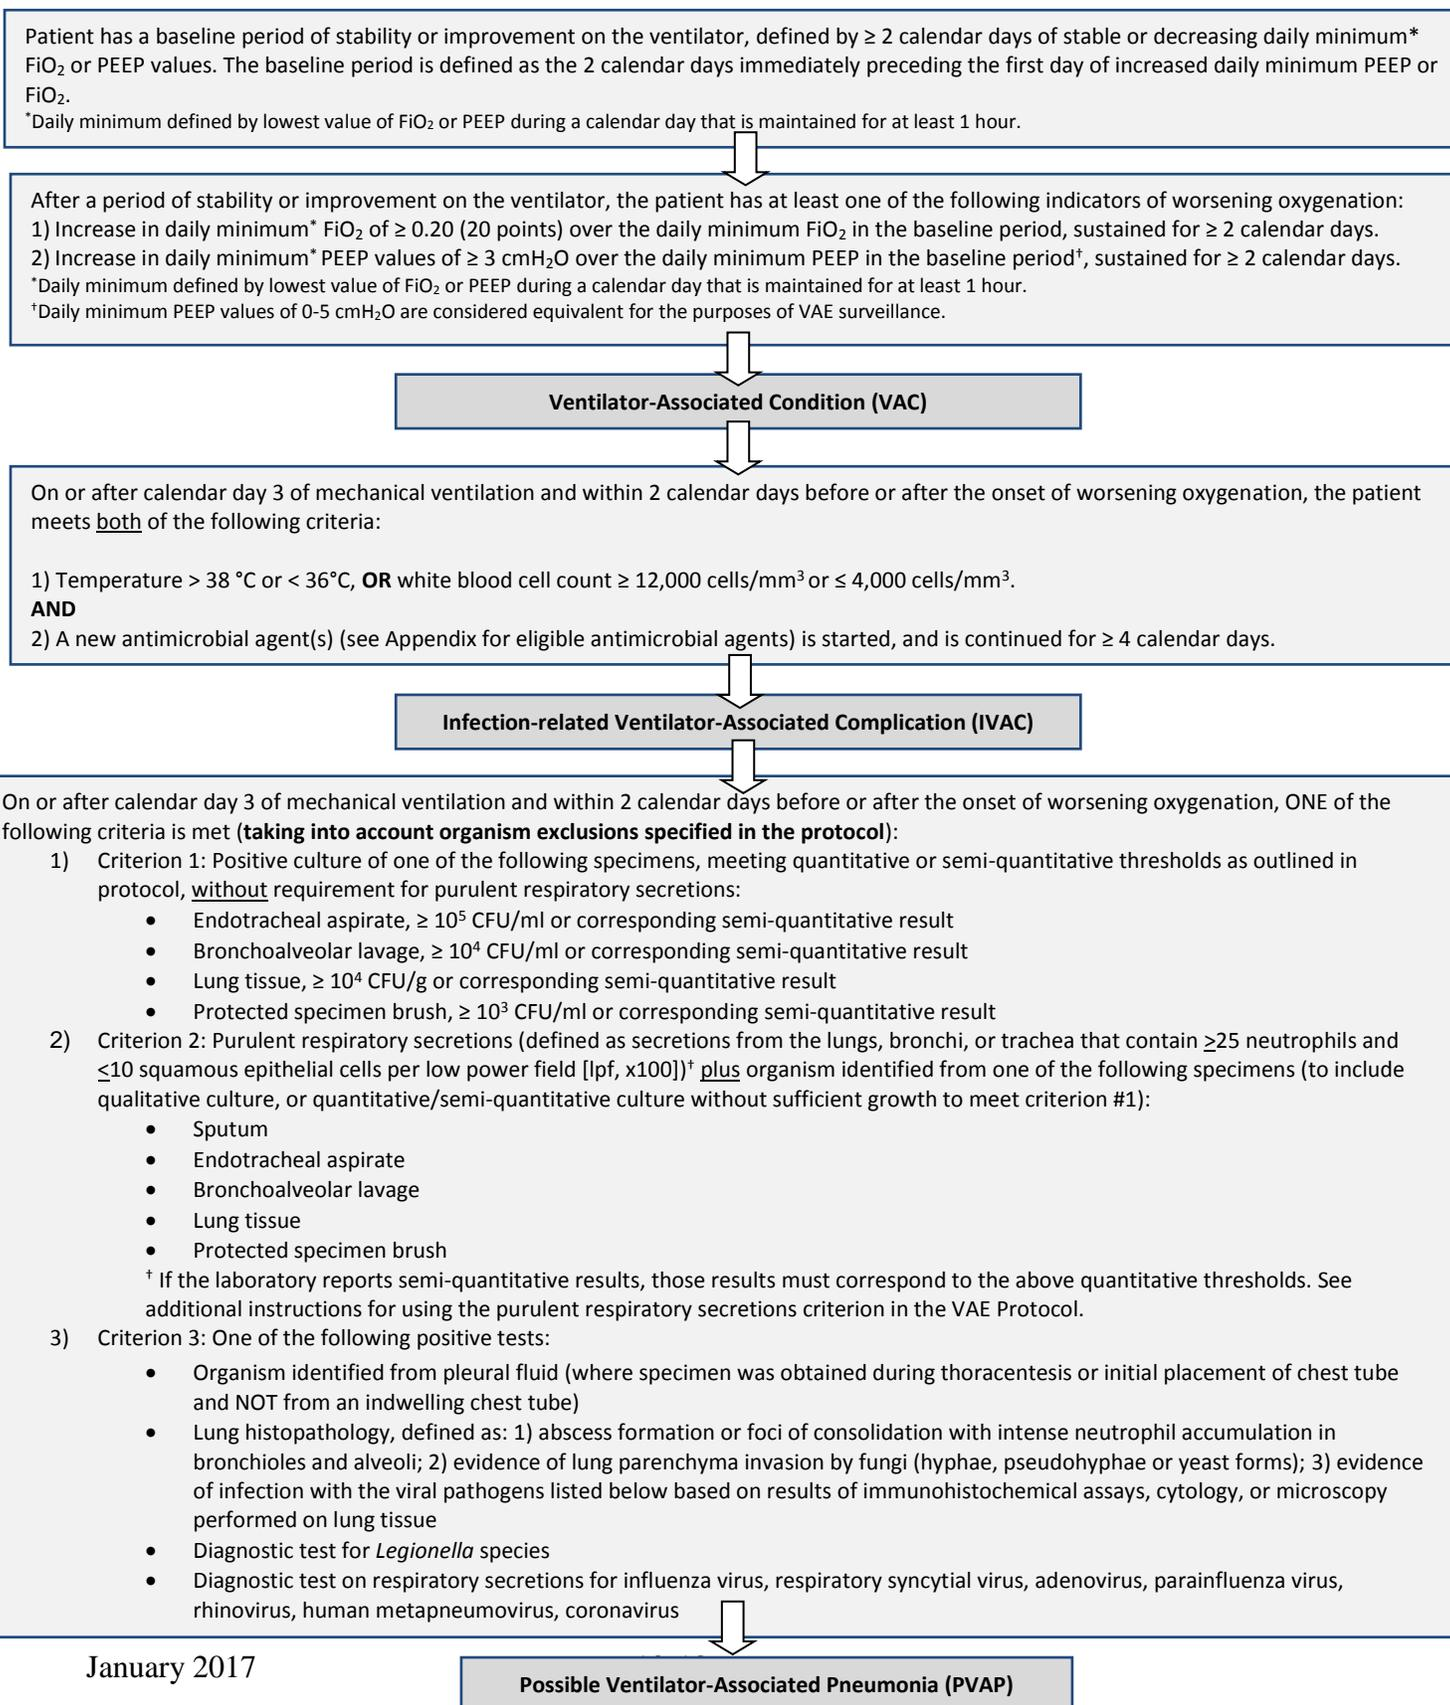 Patient has a baseline period of stability or improvement on the ventilator, defined by ≥ 2 calendar days of stable or decreasing daily minimum*
FiO₂ or PEEP values. The baseline period is defined as the 2 calendar days immediately preceding the first day of increased daily minimum PEEP or
FiO₂.
*Daily minimum defined by lowest value of FiO₂ or PEEP during a calendar day that is maintained for at least 1 hour.
After a period of stability or improvement on the ventilator, the patient has at least one of the following indicators of worsening oxygenation:
1) Increase in daily minimum* FiO₂ of ≥ 0.20 (20 points) over the daily minimum FiO₂ in the baseline period, sustained for ≥ 2 calendar days.
2) Increase in daily minimum* PEEP values of ≥ 3 cmH₂O over the daily minimum PEEP in the baseline period†, sustained for ≥ 2 calendar days.
*Daily minimum defined by lowest value of FiO₂ or PEEP during a calendar day that is maintained for at least 1 hour.
†Daily minimum PEEP values of 0-5 cmH₂O are considered equivalent for the purposes of VAE surveillance.
Ventilator-Associated Condition (VAC)
On or after calendar day 3 of mechanical ventilation and within 2 calendar days before or after the onset of worsening oxygenation, the patient
meets both of the following criteria:
1) Temperature > 38 °C or < 36°C, OR white blood cell count ≥ 12,000 cells/mm³ or ≤ 4,000 cells/mm³.
AND
2) A new antimicrobial agent(s) (see Appendix for eligible antimicrobial agents) is started, and is continued for ≥ 4 calendar days.
Infection-related Ventilator-Associated Complication (IVAC)
On or after calendar day 3 of mechanical ventilation and within 2 calendar days before or after the onset of worsening oxygenation, ONE of the
following criteria is met (taking into account organism exclusions specified in the protocol):
1) Criterion 1: Positive culture of one of the following specimens, meeting quantitative or semi-quantitative thresholds as outlined in
protocol, without requirement for purulent respiratory secretions:
• Endotracheal aspirate, ≥ 10⁵ CFU/ml or corresponding semi-quantitative result
• Bronchoalveolar lavage, ≥ 10⁴ CFU/ml or corresponding semi-quantitative result
• Lung tissue, ≥ 10⁴ CFU/g or corresponding semi-quantitative result
• Protected specimen brush, ≥ 10³ CFU/ml or corresponding semi-quantitative result
2) Criterion 2: Purulent respiratory secretions (defined as secretions from the lungs, bronchi, or trachea that contain ≥25 neutrophils and
≤10 squamous epithelial cells per low power field [lpf, x100])† plus organism identified from one of the following specimens (to include
qualitative culture, or quantitative/semi-quantitative culture without sufficient growth to meet criterion #1):
• Sputum
• Endotracheal aspirate
• Bronchoalveolar lavage
• Lung tissue
• Protected specimen brush
† If the laboratory reports semi-quantitative results, those results must correspond to the above quantitative thresholds. See
additional instructions for using the purulent respiratory secretions criterion in the VAE Protocol.
3) Criterion 3: One of the following positive tests:
• Organism identified from pleural fluid (where specimen was obtained during thoracentesis or initial placement of chest tube
and NOT from an indwelling chest tube)
• Lung histopathology, defined as: 1) abscess formation or foci of consolidation with intense neutrophil accumulation in
bronchioles and alveoli; 2) evidence of lung parenchyma invasion by fungi (hyphae, pseudohyphae or yeast forms); 3) evidence
of infection with the viral pathogens listed below based on results of immunohistochemical assays, cytology, or microscopy
performed on lung tissue
• Diagnostic test for Legionella species
• Diagnostic test on respiratory secretions for influenza virus, respiratory syncytial virus, adenovirus, parainfluenza virus,
rhinovirus, human metapneumovirus, coronavirus
January 2017
Possible Ventilator-Associated Pneumonia (PVAP)